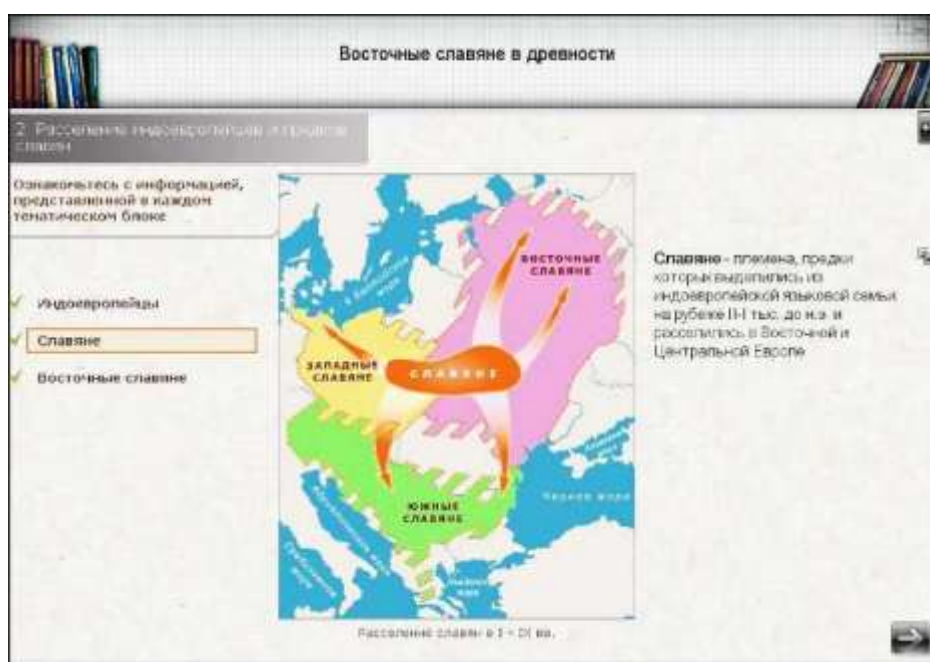 Восточные славяне в древности
2. Расселение индоевропейцев и предков
славян
Ознакомьтесь с информацией,
представленной в каждом
тематическом блоке
Индоевропейцы
Славяне
Восточные славяне
ВОСТОЧНЫЕ
СЛАВЯНЕ
ЗАПАДНЫЕ
СЛАВЯНЕ
СЛАВЯНЕ
ЮЖНЫЕ
СЛАВЯНЕ
Черное море
море
Расселение славян в I - IX вв.
Славяне - племена, предки
которых выделились из
индоевропейской языковой семьи
на рубеже II-I тыс. до н.э. и
расселились в Восточной и
Центральной Европе